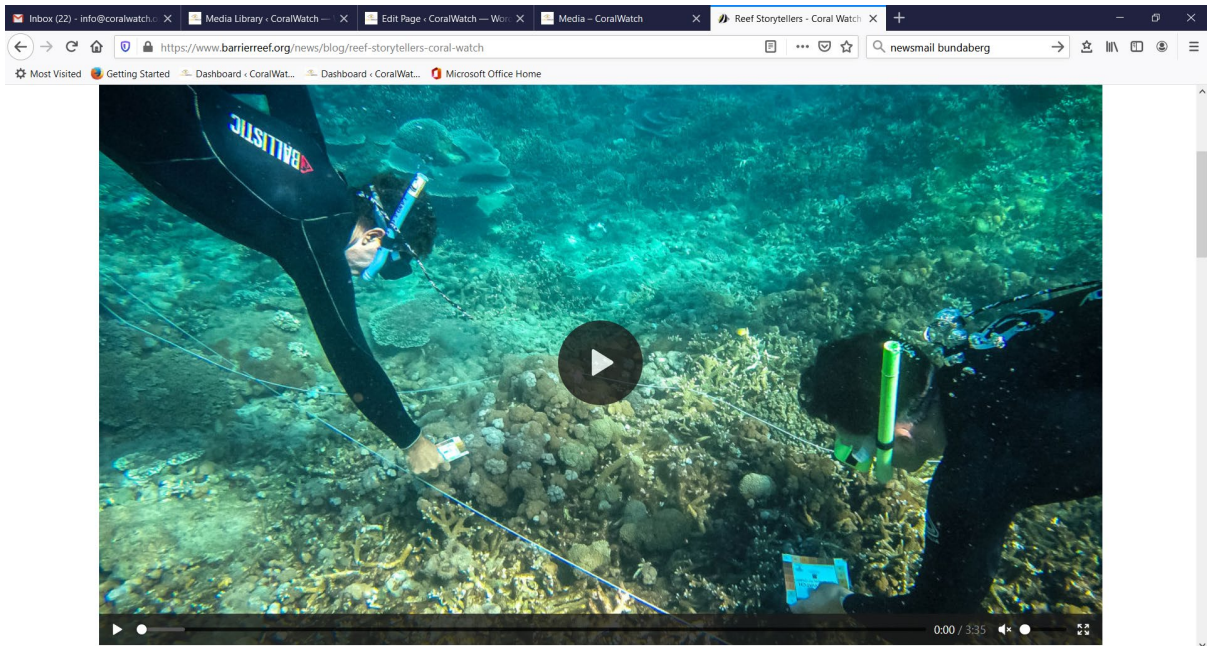 Inbox (22) - info@coralwatch.o
Media Library ‹ CoralWatch —
Edit Page ‹ CoralWatch — Wor
Media – CoralWatch
Reef Storytellers - Coral Watch
https://www.barrierreef.org/news/blog/reef-storytellers-coral-watch
newsmail bundaberg
Most Visited
Getting Started
Dashboard ‹ CoralWat...
Dashboard ‹ CoralWat...
Microsoft Office Home
BALLISTIC
0:00 / 3:35